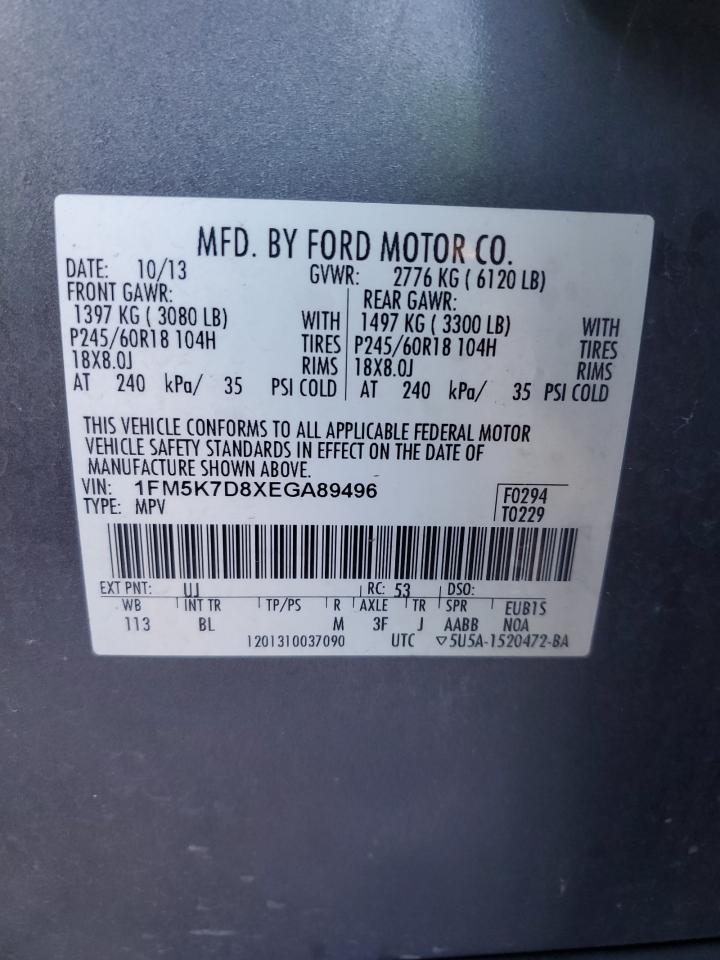 MFD. BY FORD MOTOR CO.
DATE: 10/13 GVWR: 2776 KG ( 6120 LB)
FRONT GAWR: REAR GAWR:
1397 KG ( 3080 LB) WITH 1497 KG ( 3300 LB) WITH
P245/60R18 104H TIRES P245/60R18 104H TIRES
18X8.0J RIMS 18X8.0J RIMS
AT 240 kPa/ 35 PSI COLD AT 240 kPa/ 35 PSI COLD
THIS VEHICLE CONFORMS TO ALL APPLICABLE FEDERAL MOTOR
VEHICLE SAFETY STANDARDS IN EFFECT ON THE DATE OF
MANUFACTURE SHOWN ABOVE.
VIN: 1FM5K7D8XEGA89496 F0294
TYPE: MPV T0229
EXT PNT: UJ RC: 53 DSO:
WB INT TR TP/PS R AXLE TR SPR EUB1S
113 BL M 3F J AABB NOA
1201310037090 UTC ▽5U5A-1520472-BA